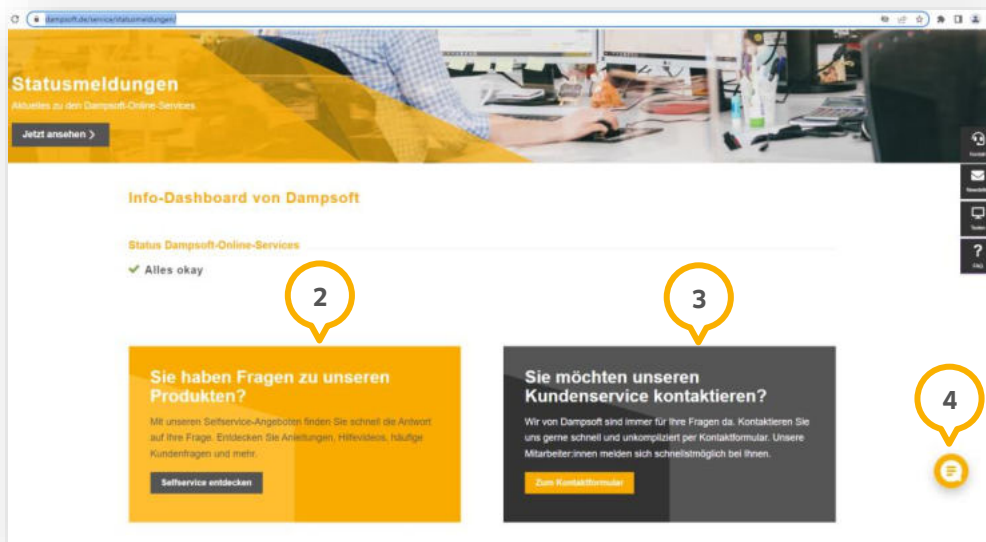 dampsoft.de/service/statusmeldungen/
Statusmeldungen
Aktuelles zu den Dampsoft-Online-Services
Jetzt ansehen >
Kontakt
Newsletter
Testen
?
FAQ
Info-Dashboard von Dampsoft
Status Dampsoft-Online-Services
Alles okay
2
3
4
Sie haben Fragen zu unseren
Produkten?
Mit unseren Selfservice-Angeboten finden Sie schnell die Antwort
auf Ihre Frage. Entdecken Sie Anleitungen, Hilfevideos, häufige
Kundenfragen und mehr.
Selfservice entdecken
Sie möchten unseren
Kundenservice kontaktieren?
Wir von Dampsoft sind immer für Ihre Fragen da. Kontaktieren Sie
uns gerne schnell und unkompliziert per Kontaktformular. Unsere
Mitarbeiter:innen melden sich schnellstmöglich bei Ihnen.
Zum Kontaktformular